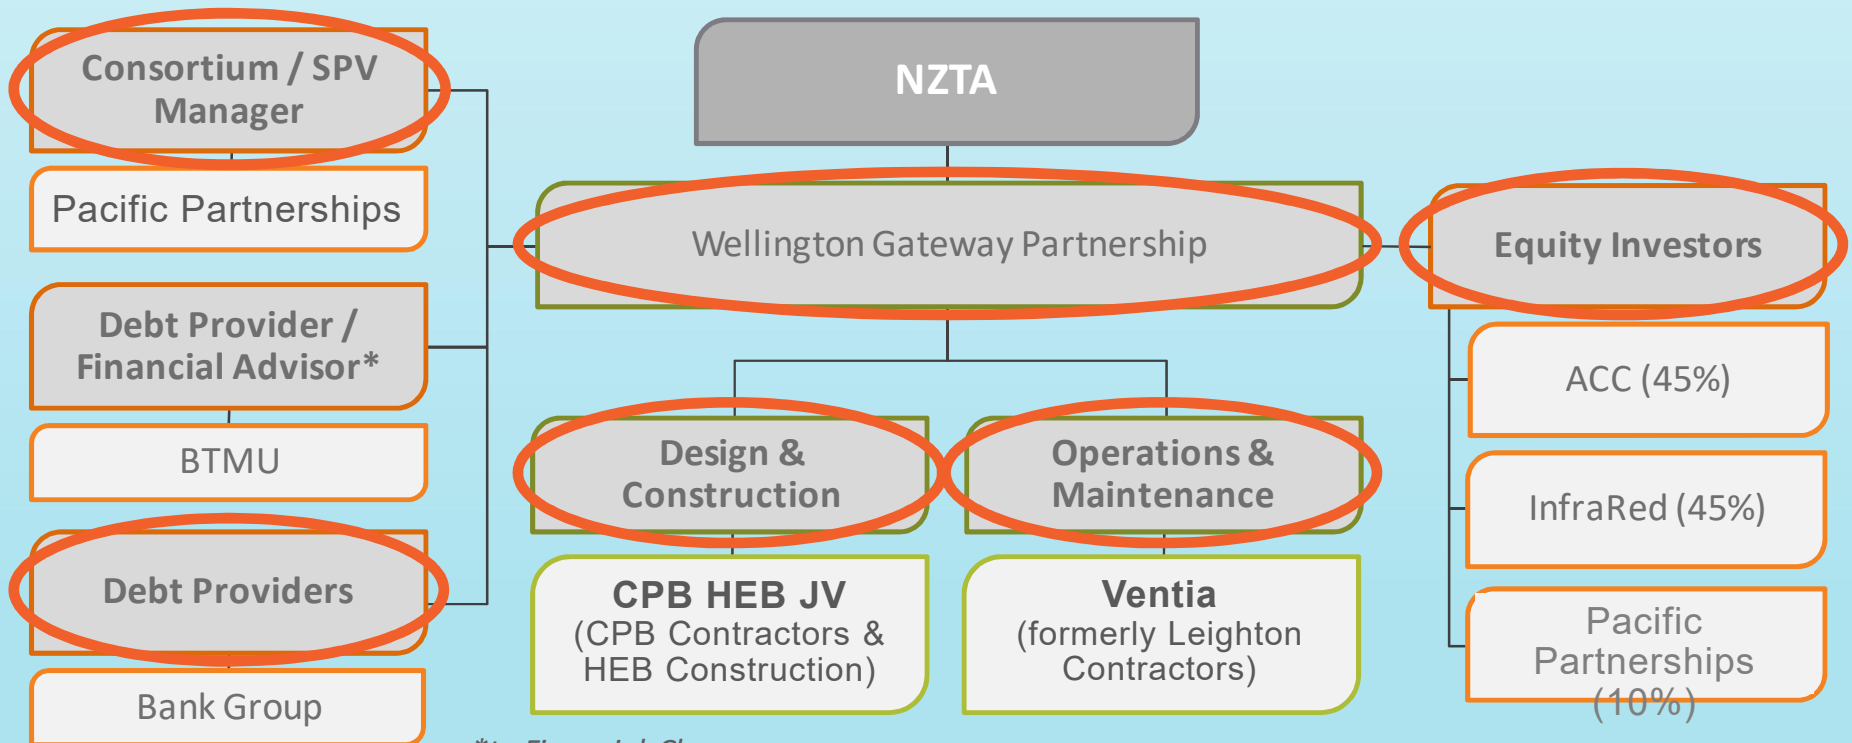 Consortium / SPV
Manager
Pacific Partnerships
Debt Provider /
Financial Advisor*
BTMU
Debt Providers
Bank Group
NZTA
Wellington Gateway Partnership
Design &
Construction
CPB HEB JV
(CPB Contractors &
HEB Construction)
Operations &
Maintenance
Ventia
(formerly Leighton
Contractors)
Equity Investors
ACC (45%)
InfraRed (45%)
Pacific
Partnerships
(10%)